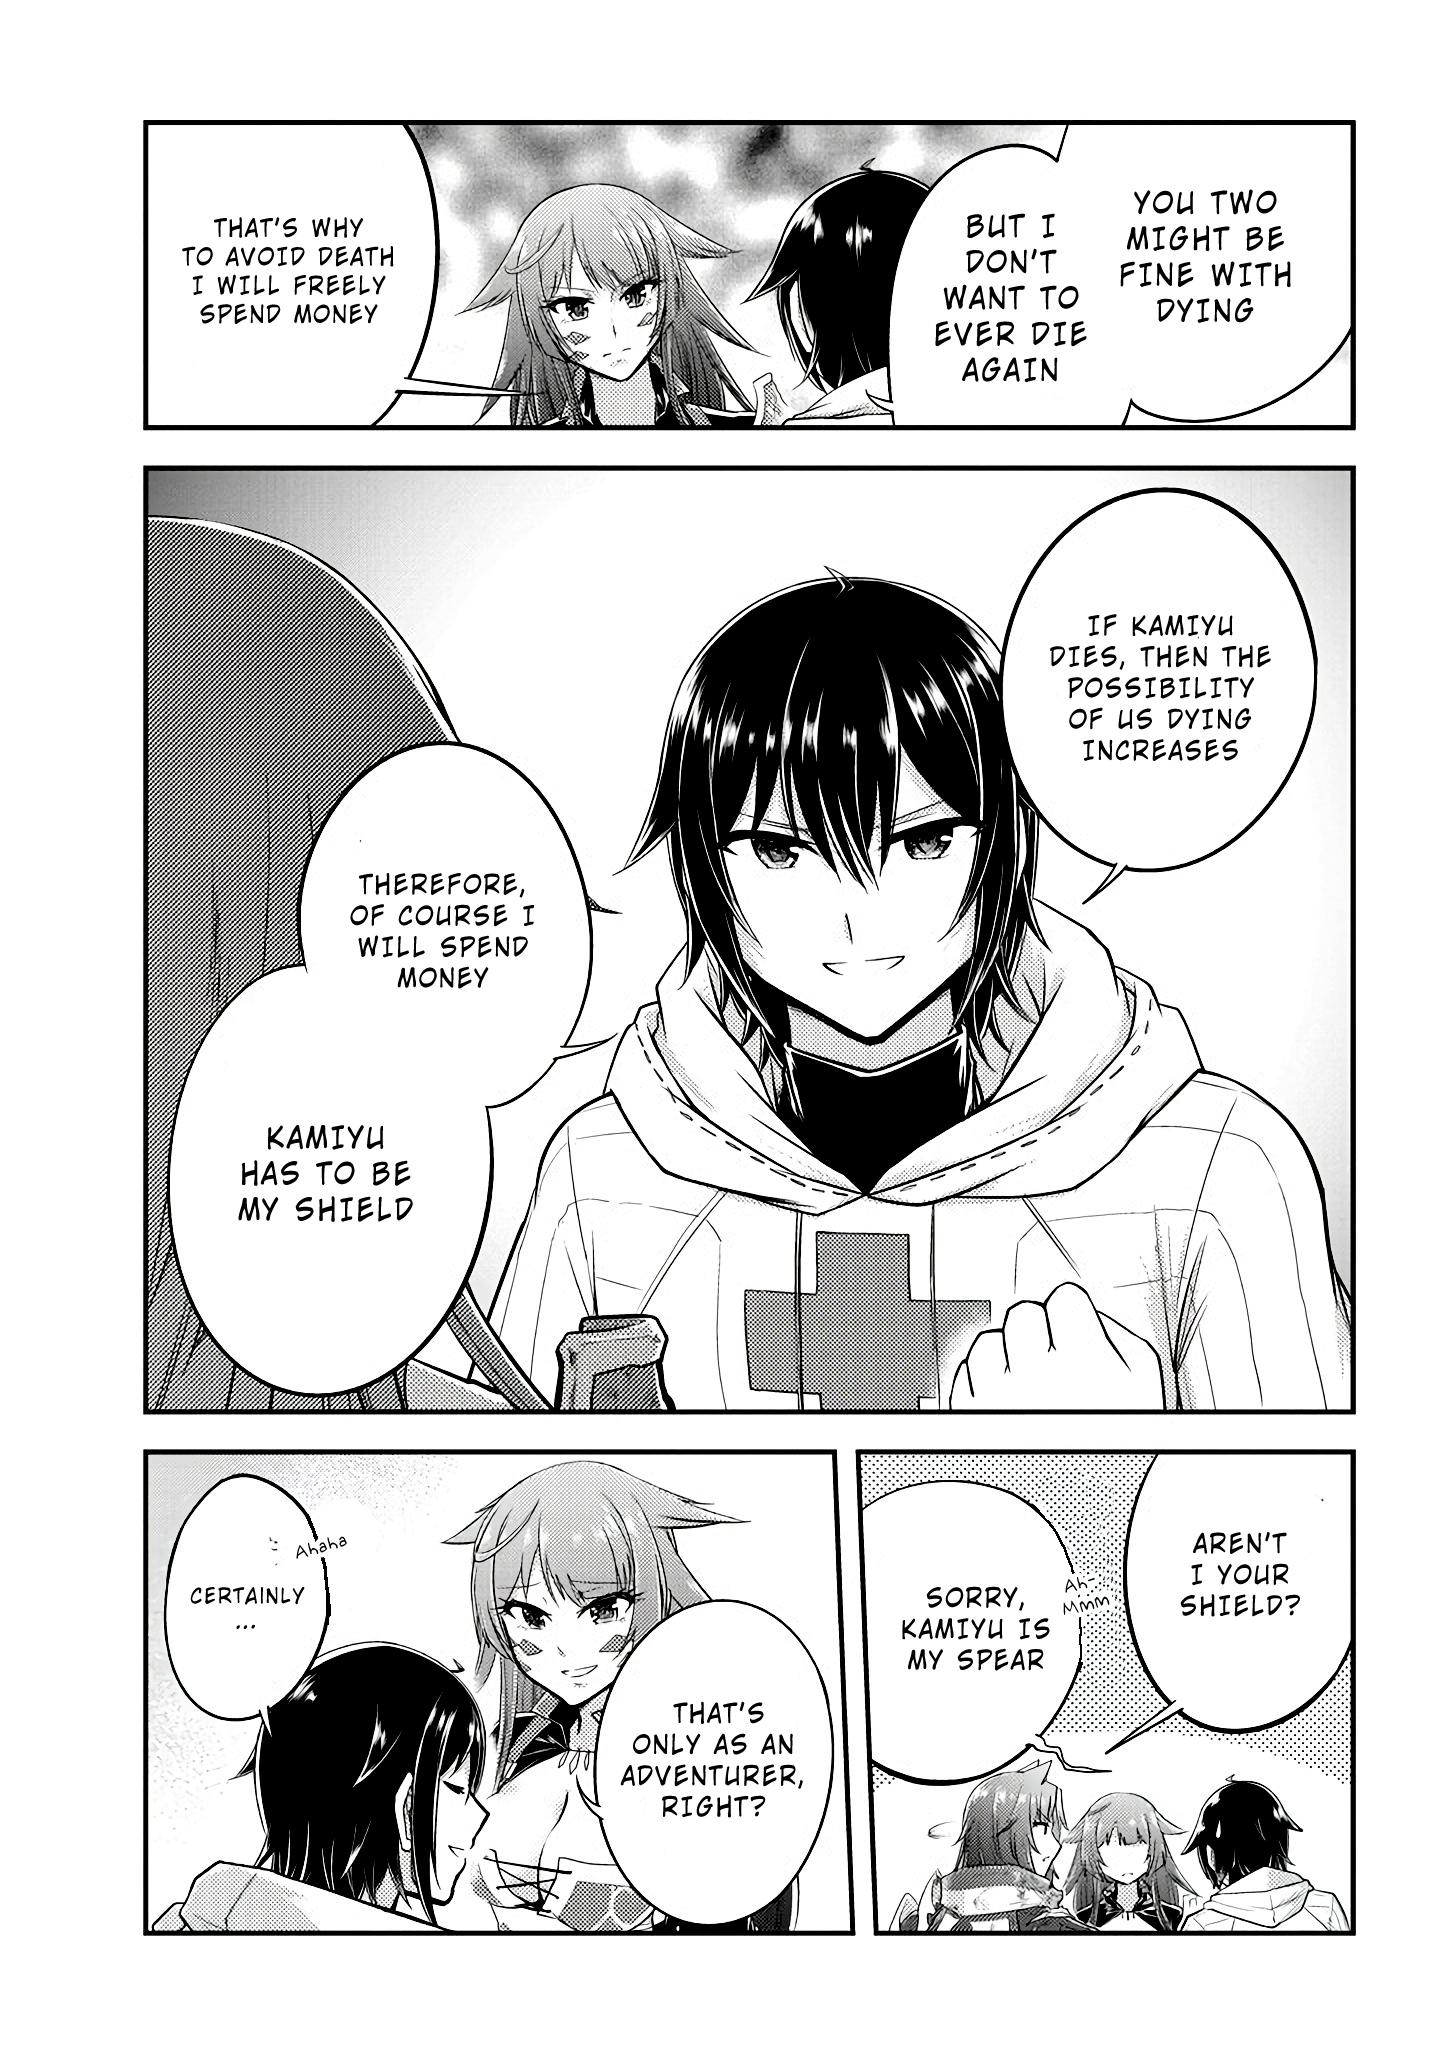 YOU TWO
MIGHT BE
FINE WITH
DYING
BUT I
DON'T
WANT TO
EVER DIE
AGAIN
THAT'S WHY
TO AVOID DEATH
I WILL FREELY
SPEND MONEY
IF KAMIYU
DIES, THEN THE
POSSIBILITY
OF US DYING
INCREASES
THEREFORE,
OF COURSE I
WILL SPEND
MONEY
KAMIYU
HAS TO BE
MY SHIELD
AREN'T
I YOUR
SHIELD?
Ah-
Mmm
SORRY,
KAMIYU IS
MY SPEAR
THAT'S
ONLY AS AN
ADVENTURER,
RIGHT?
Ahaha
CERTAINLY
...